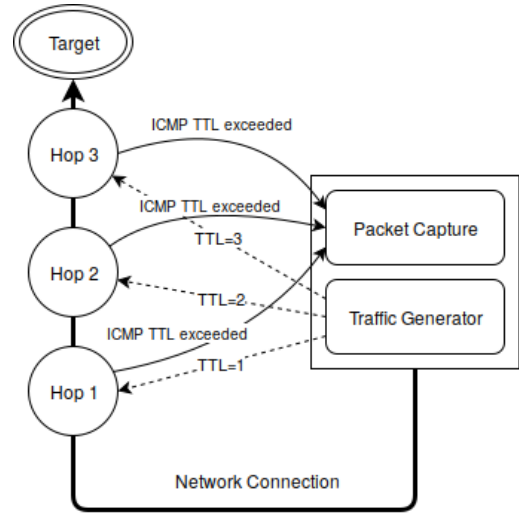 Target
ICMP TTL exceeded
Hop 3
ICMP TTL exceeded
Packet Capture
TTL=3
Hop 2
TTL=2
Traffic Generator
ICMP TTL exceeded
TTL=1
Hop 1
Network Connection